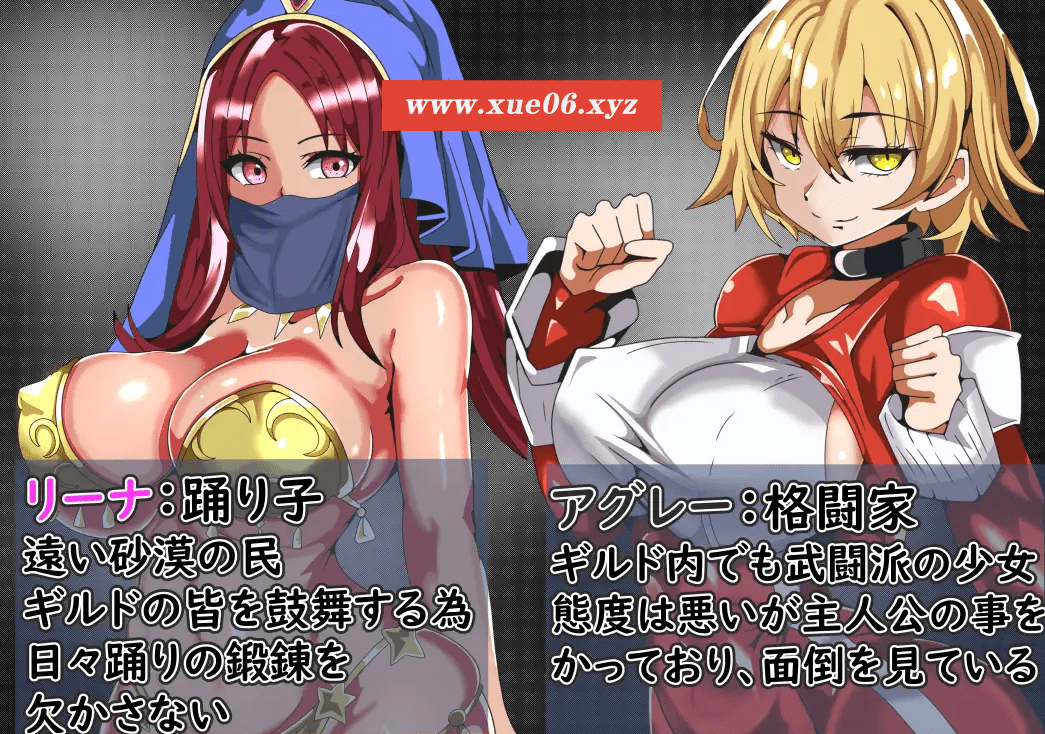 www.xue06.xyz
リーナ：踊り子
遠い砂漠の民
ギルドの皆を鼓舞する為
日々踊りの鍛錬を
欠かさない
アグレー：格闘家
ギルド内でも武闘派の少女
態度は悪いが主人公の事を
かっており、面倒を見ている